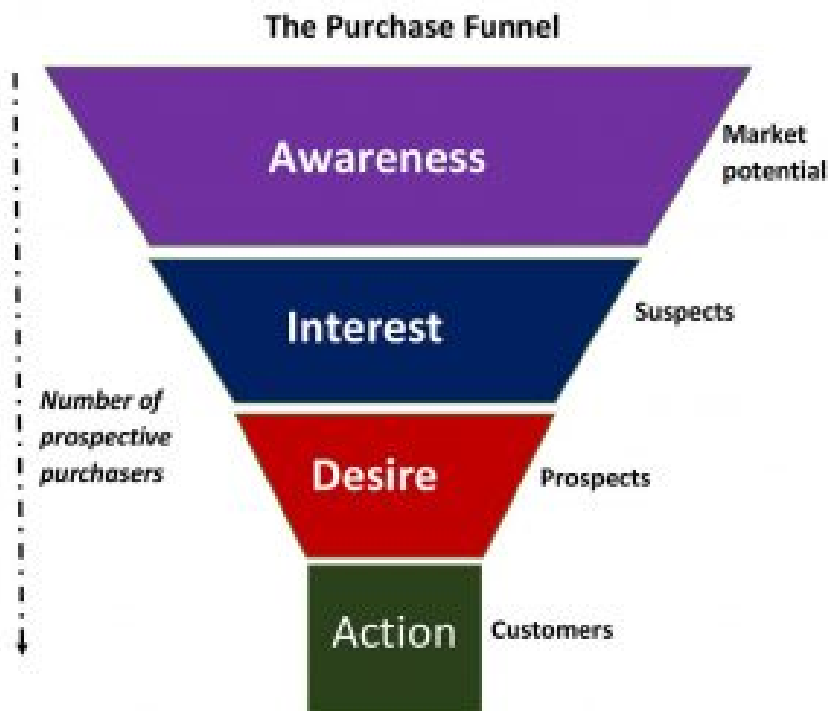 The Purchase Funnel
Awareness
Market
potential
Interest
Suspects
Number of
prospective
purchasers
Desire
Prospects
Action
Customers